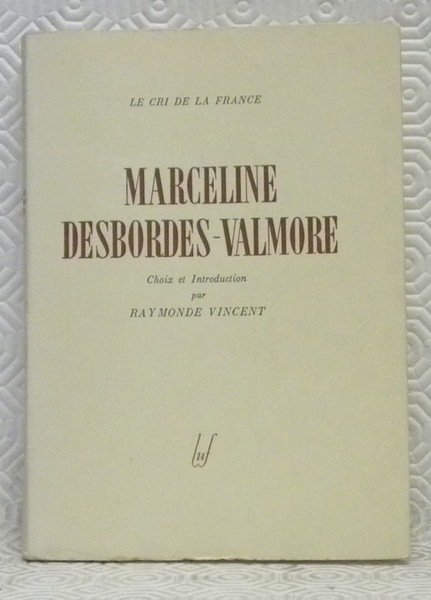 LE CRI DE LA FRANCE
MARCELINE
DESBORDES-VALMORE
Choix et Introduction
par
RAYMONDE VINCENT
luf